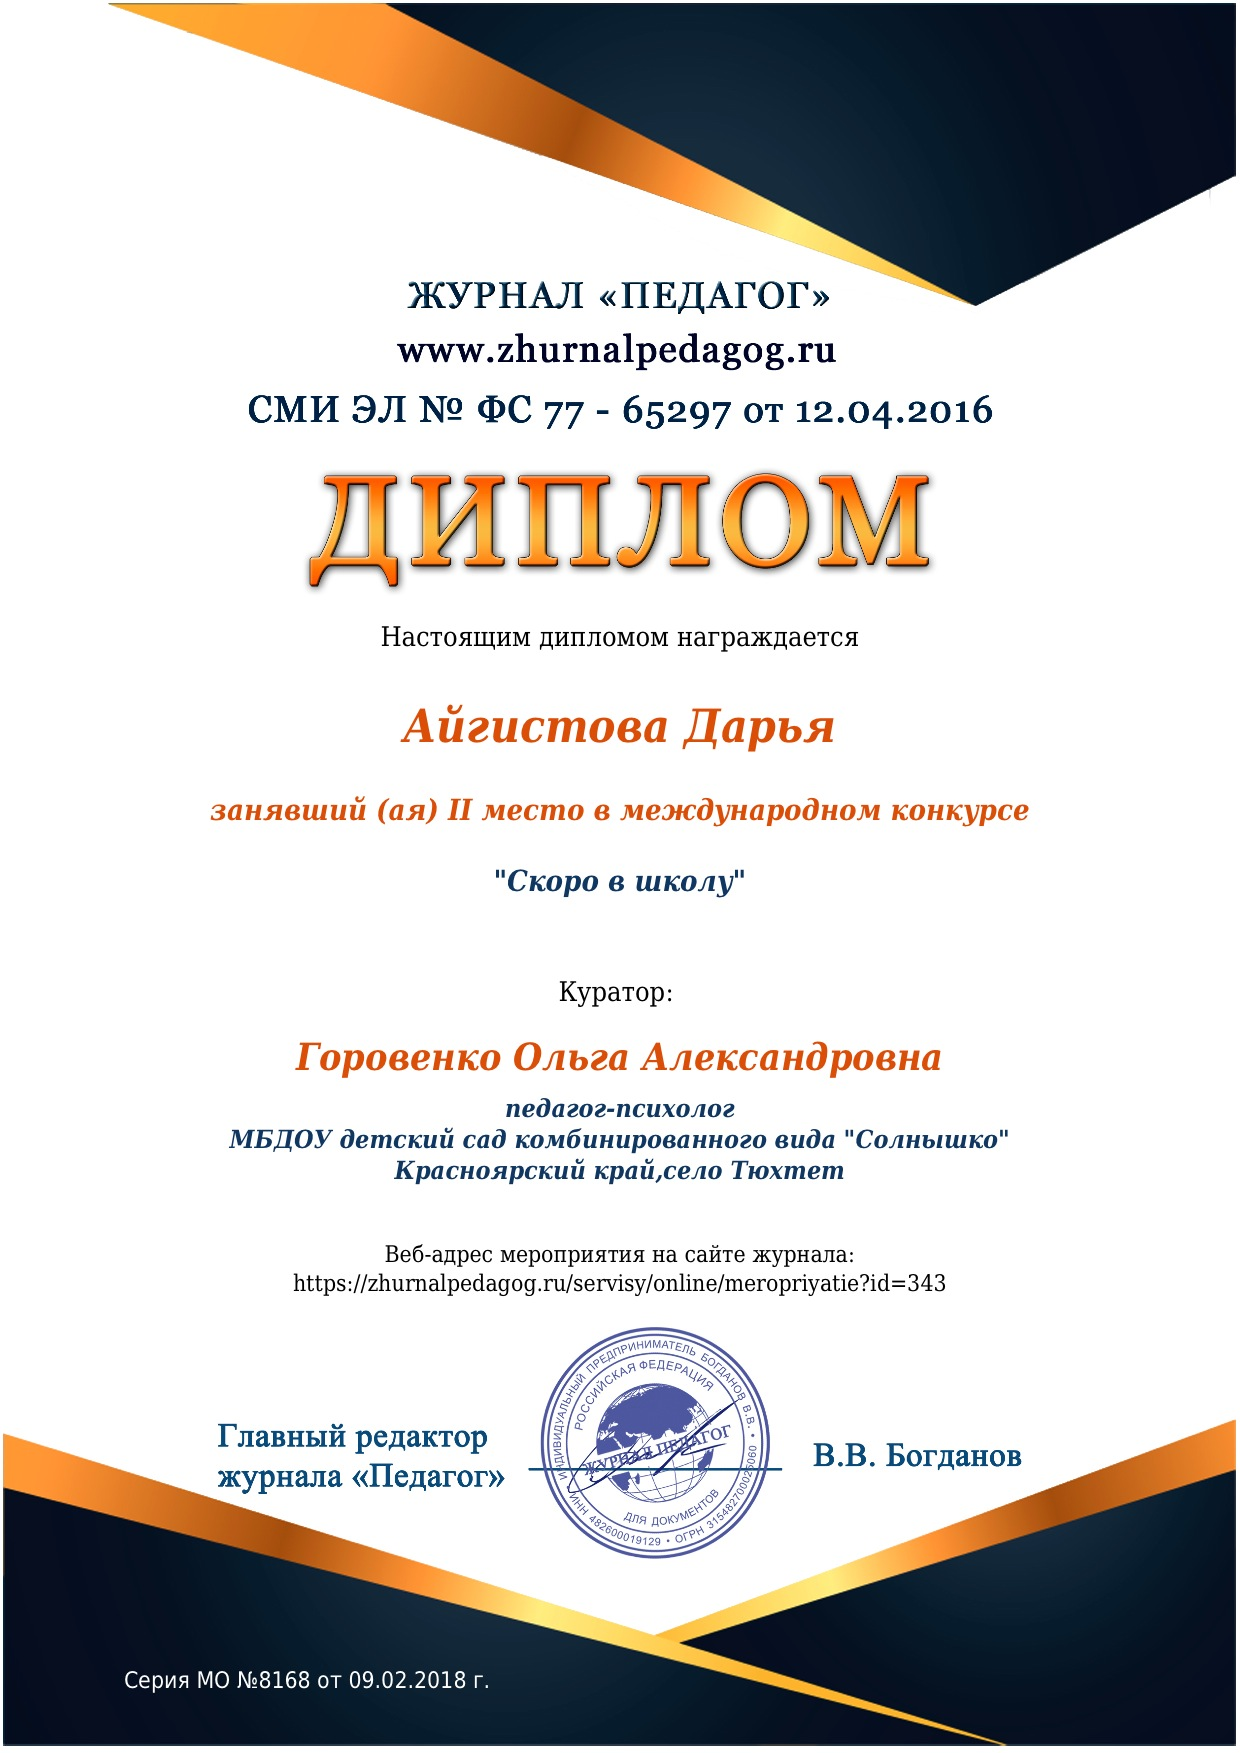 ЖУРНАЛ «ПЕДАГОГ»
www.zhurnalpedagog.ru
СМИ ЭЛ № ФС 77 - 65297 от 12.04.2016
ДИПЛОМ
Настоящим дипломом награждается
Айгистова Дарья
занявший (ая) II место в международном конкурсе
"Скоро в школу"
Куратор:
Горовенко Ольга Александровна
педагог-психолог
МБДОУ детский сад комбинированного вида "Солнышко"
Красноярский край,село Тюхтет
Веб-адрес мероприятия на сайте журнала:
https://zhurnalpedagog.ru/servisy/online/meropriyatie?id=343
Главный редактор
журнала «Педагог»
ИНДИВИДУАЛЬНЫЙ ПРЕДПРИНИМАТЕЛЬ БОГДАНОВ В.В. •
ИНН 482600019129 • ОГРН 315482700025060
РОССИЙСКАЯ ФЕДЕРАЦИЯ
ЖУРНАЛ ПЕДАГОГ
ДЛЯ ДОКУМЕНТОВ
В.В. Богданов
Серия МО №8168 от 09.02.2018 г.